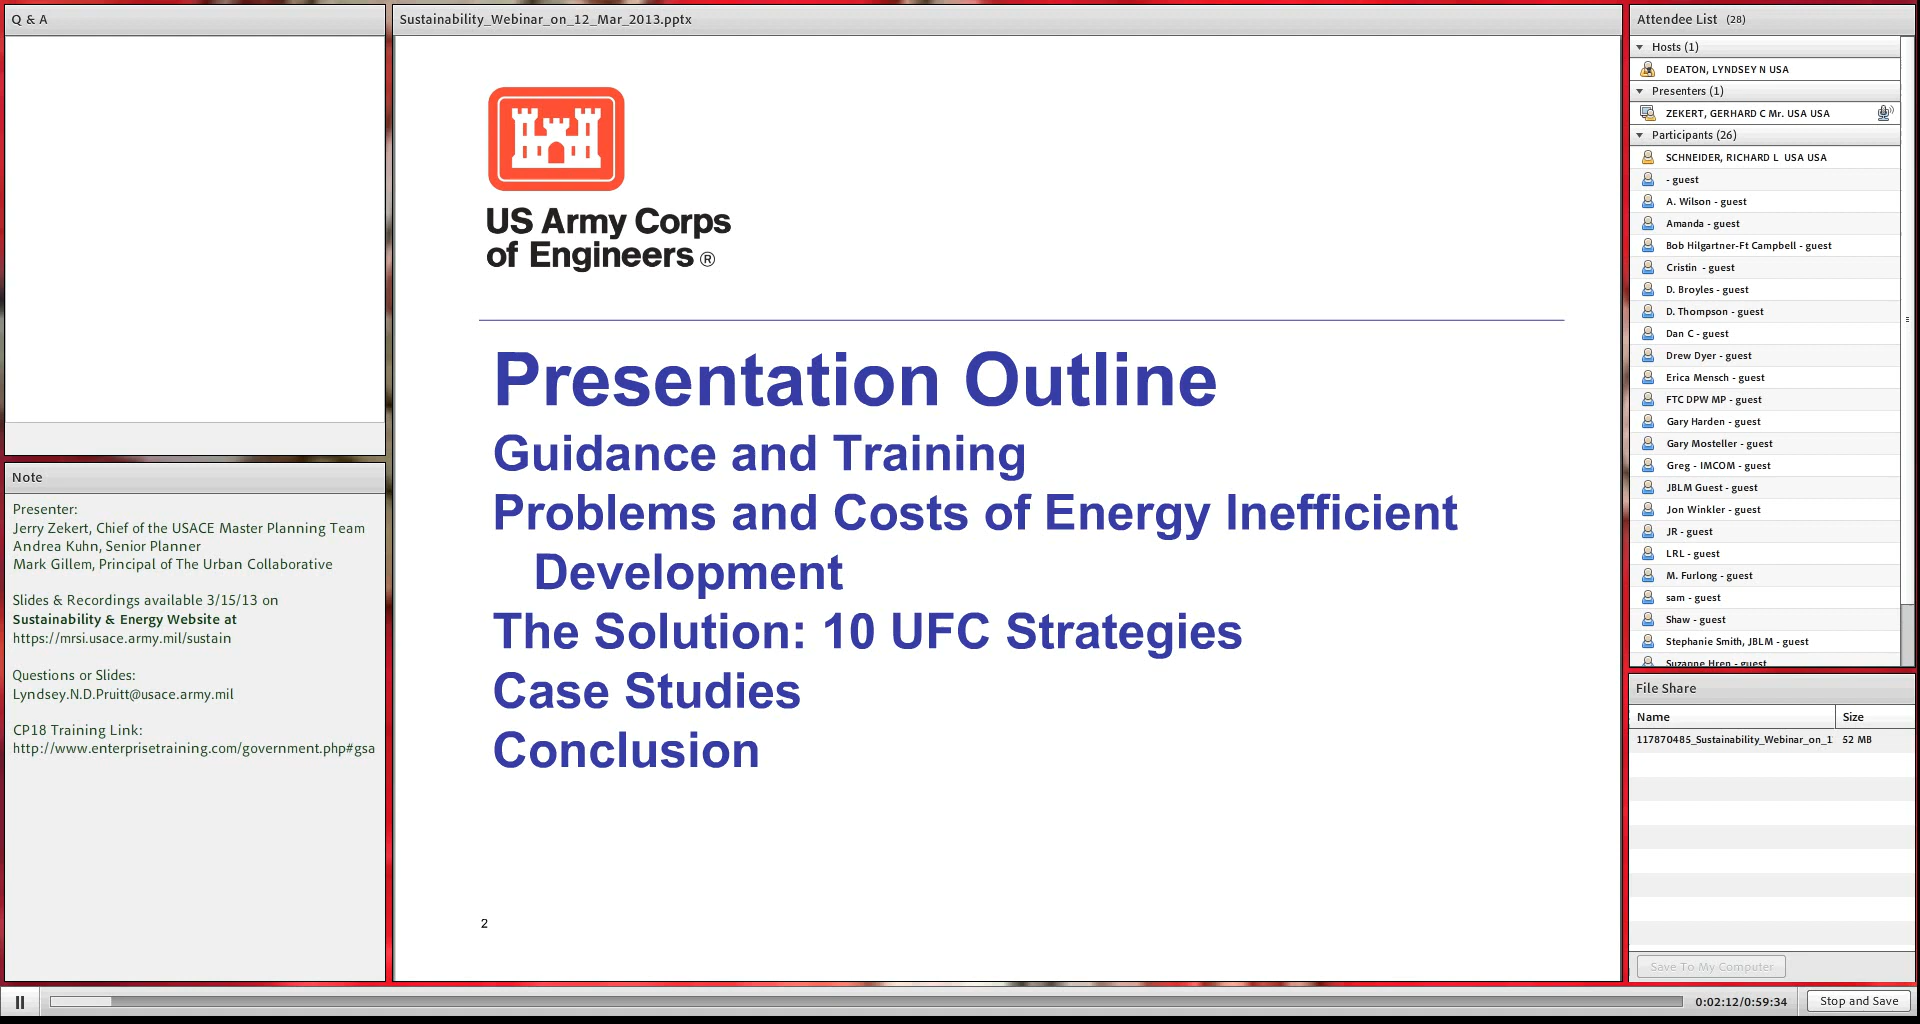 Q & A
Note
Presenter:
Jerry Zekert, Chief of the USACE Master Planning Team
Andrea Kuhn, Senior Planner
Mark Gillem, Principal of The Urban Collaborative
Slides & Recordings available 3/15/13 on
Sustainability & Energy Website at
https://mrsi.usace.army.mil/sustain
Questions or Slides:
Lyndsey.N.D.Pruitt@usace.army.mil
CP18 Training Link:
http://www.enterprisetraining.com/government.php#gsa
Sustainability_Webinar_on_12_Mar_2013.pptx
US Army Corps
of Engineers ®
Presentation Outline
Guidance and Training
Problems and Costs of Energy Inefficient
Development
The Solution: 10 UFC Strategies
Case Studies
Conclusion
2
Attendee List (28)
Hosts (1)
DEATON, LYNDSEY N USA
Presenters (1)
ZEKERT, GERHARD C Mr. USA USA
Participants (26)
SCHNEIDER, RICHARD L USA USA
- guest
A. Wilson - guest
Amanda - guest
Bob Hilgartner-Ft Campbell - guest
Cristin - guest
D. Broyles - guest
D. Thompson - guest
Dan C - guest
Drew Dyer - guest
Erica Mensch - guest
FTC DPW MP - guest
Gary Harden - guest
Gary Mosteller - guest
Greg - IMCOM - guest
JBLM Guest - guest
Jon Winkler - guest
JR - guest
LRL - guest
M. Furlong - guest
sam - guest
Shaw - guest
Stephanie Smith, JBLM - guest
Suzanne Hren - guest
File Share
Name Size
117870485_Sustainability_Webinar_on_1 52 MB
Save To My Computer
0:02:12/0:59:34
Stop and Save